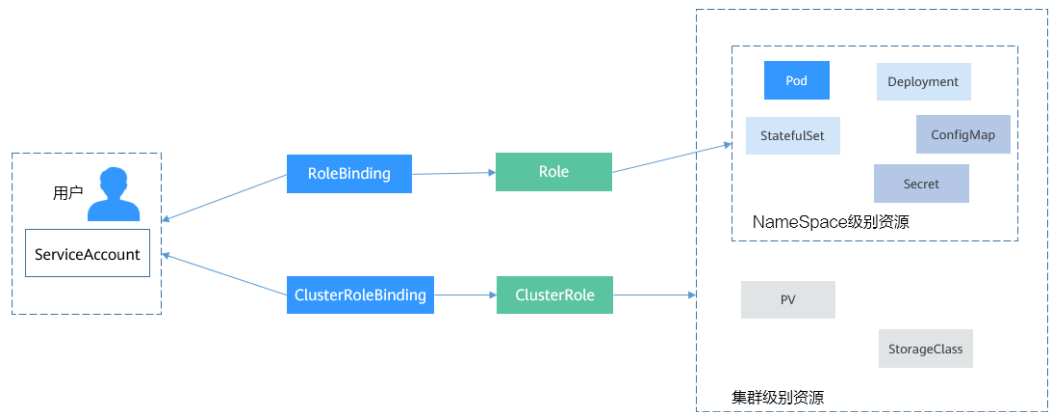 用户
ServiceAccount
RoleBinding
Role
ClusterRoleBinding
ClusterRole
Pod
Deployment
StatefulSet
ConfigMap
Secret
NameSpace级别资源
PV
StorageClass
集群级别资源